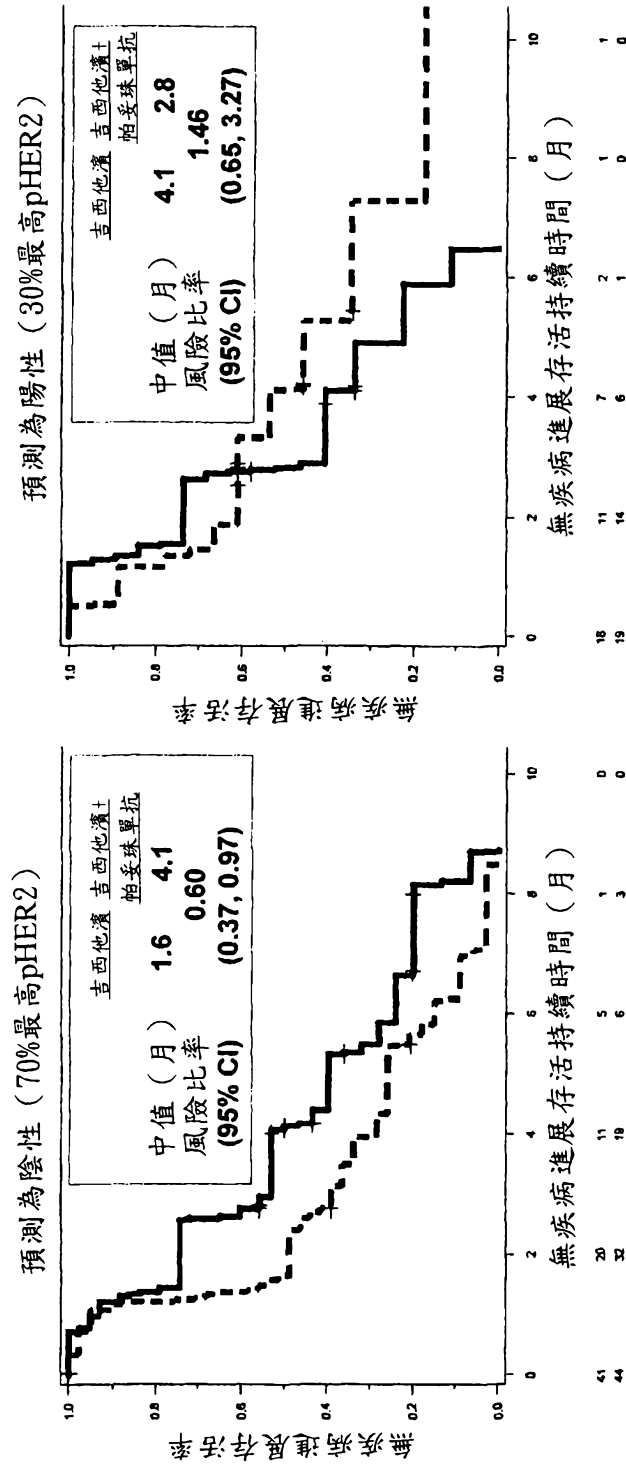 預測為陰性（70%最高pHER2）
吉西他濱 吉西他濱+
帕妥珠單抗
中值（月） 1.6 4.1
風險比率 0.60
(95% CI) (0.37, 0.97)
無疾病進展存活率
1.0
0.8
0.6
0.4
0.2
0.0
0 2 4 6 8 10
無疾病進展存活持續時間（月）
41 20 11 5 1 0
44 32 19 6 3 0
預測為陽性（30%最高pHER2）
吉西他濱 吉西他濱+
帕妥珠單抗
中值（月） 4.1 2.8
風險比率 1.46
(95% CI) (0.65, 3.27)
無疾病進展存活率
1.0
0.8
0.6
0.4
0.2
0.0
0 2 4 6 8 10
無疾病進展存活持續時間（月）
18 11 7 2 1 1
19 14 6 1 0 0